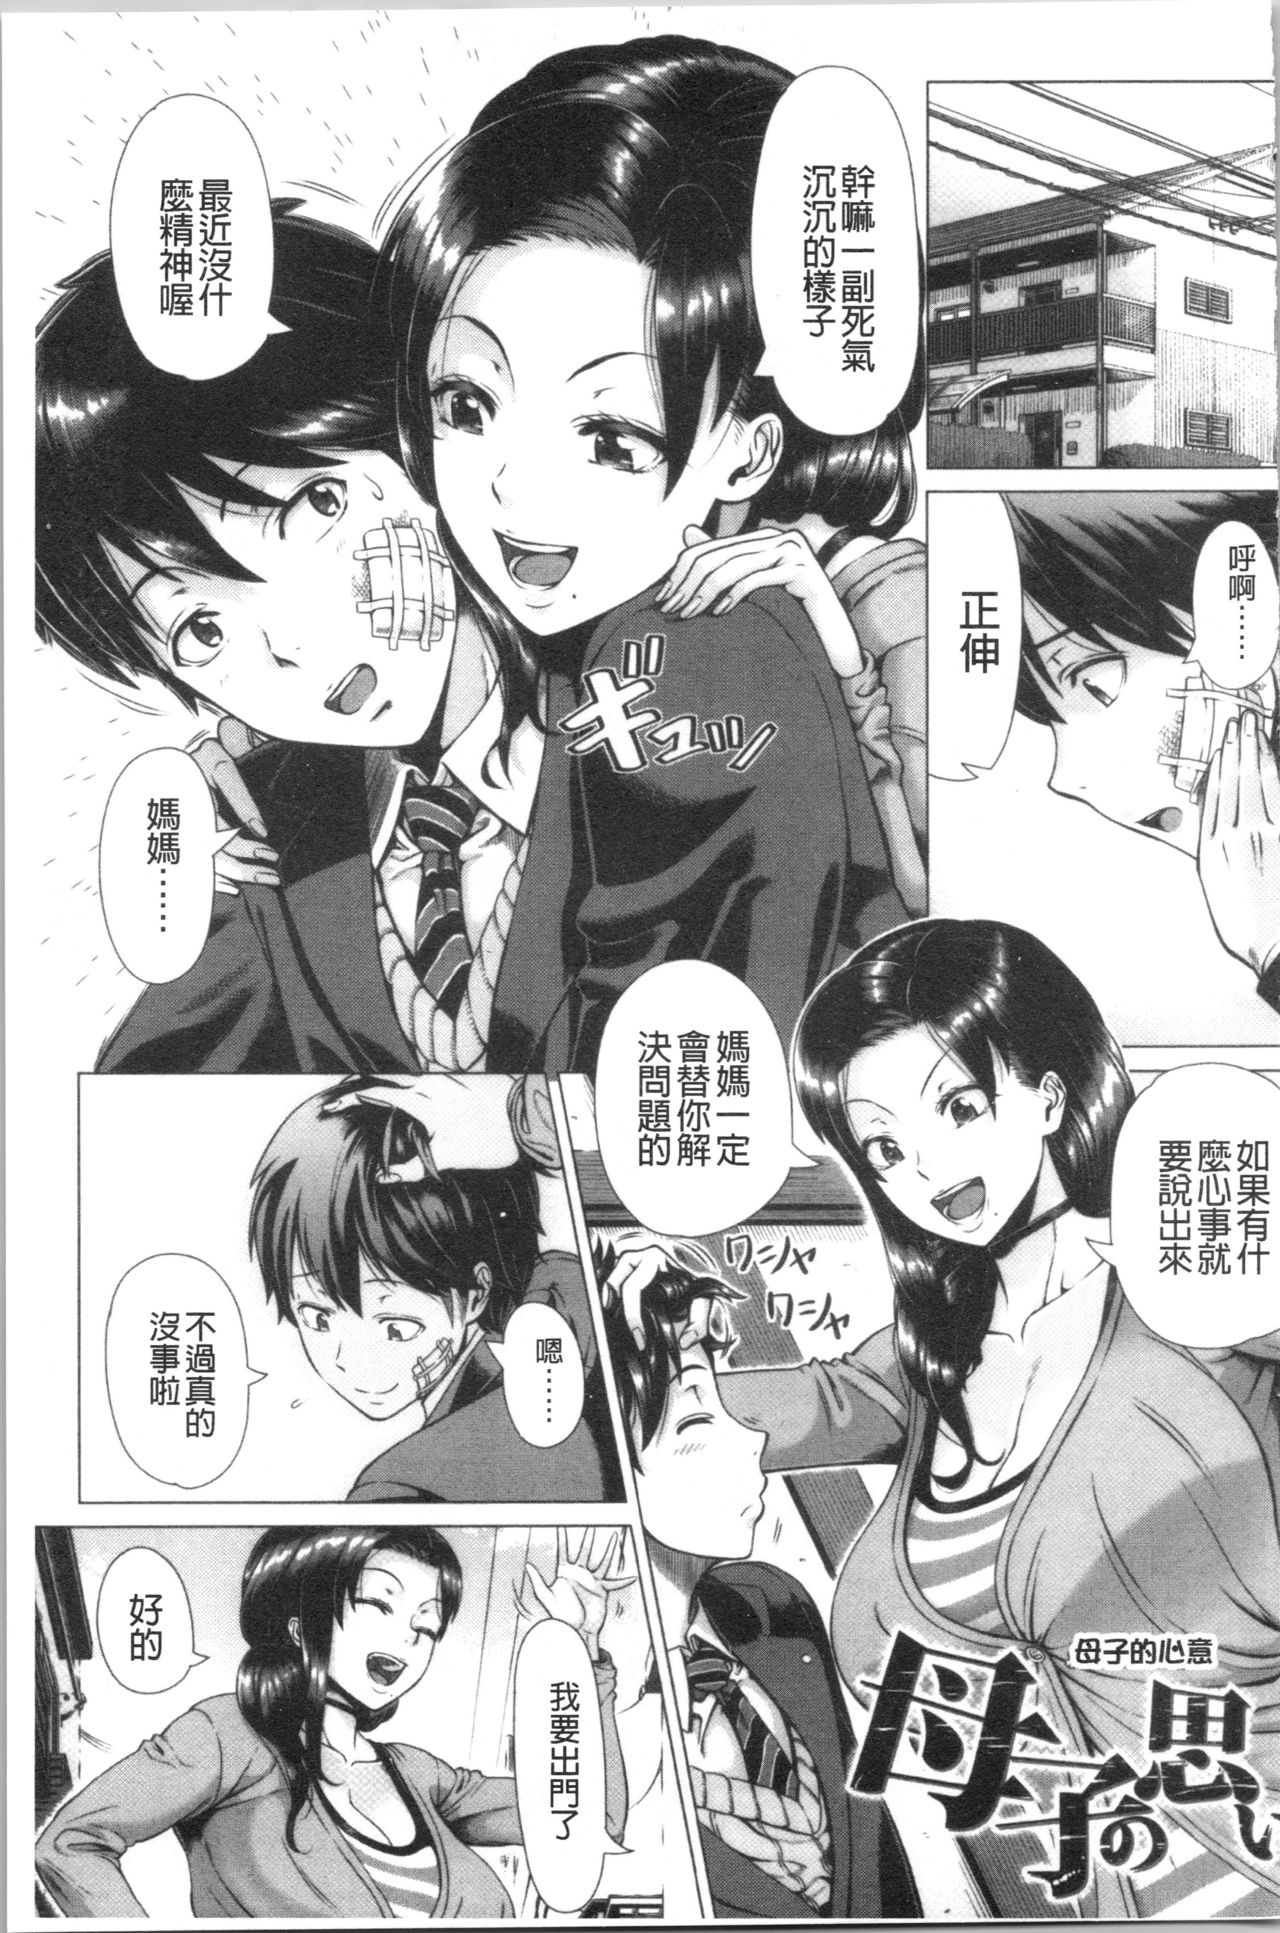 呼啊……
正伸
幹嘛一副死氣
沉沉的樣子
最近沒什
麼精神喔
ギュッ
媽媽……
如果有什
麼心事就
要說出來
媽媽一定
會替你解
決問題的
ワシャ
ワシャ
母子的心意
母子の思い
嗯……
不過真的
沒事啦
我要出門了
好的